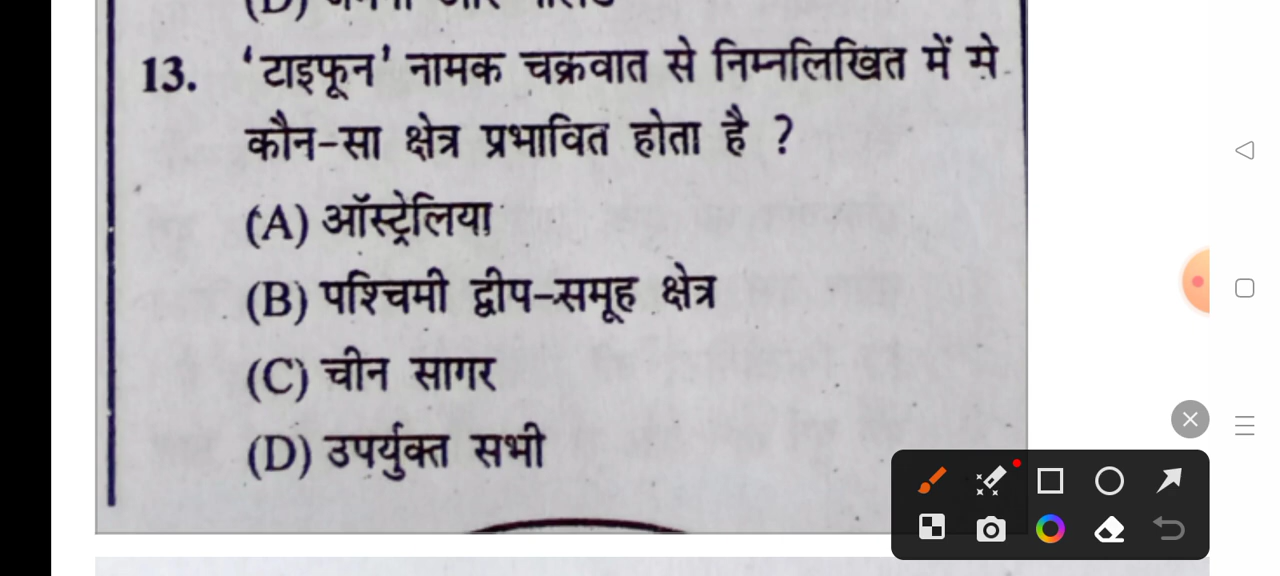 13. ‘टाइफून’ नामक चक्रवात से निम्नलिखित में से
कौन-सा क्षेत्र प्रभावित होता है ?
(A) ऑस्ट्रेलिया
(B) पश्चिमी द्वीप-समूह क्षेत्र
(C) चीन सागर
(D) उपर्युक्त सभी